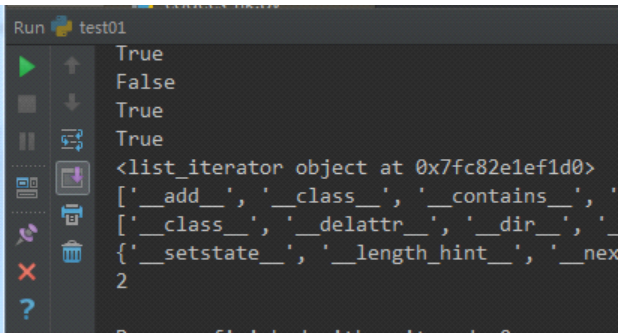 Run test01
True
False
True
True
<list_iterator object at 0x7fc82e1ef1d0>
['__add__', '__class__', '__contains__', '
['__class__', '__delattr__', '__dir__', '_
{'__setstate__', '__length_hint__', '__nex
2